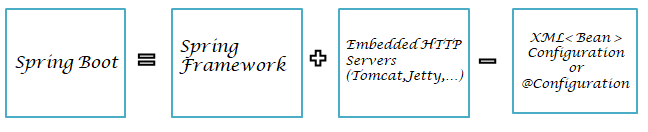 Spring Boot
=
Spring
Framework
+
Embedded HTTP
Servers
(Tomcat,Jetty,...)
-
XML< Bean >
Configuration
or
@Configuration